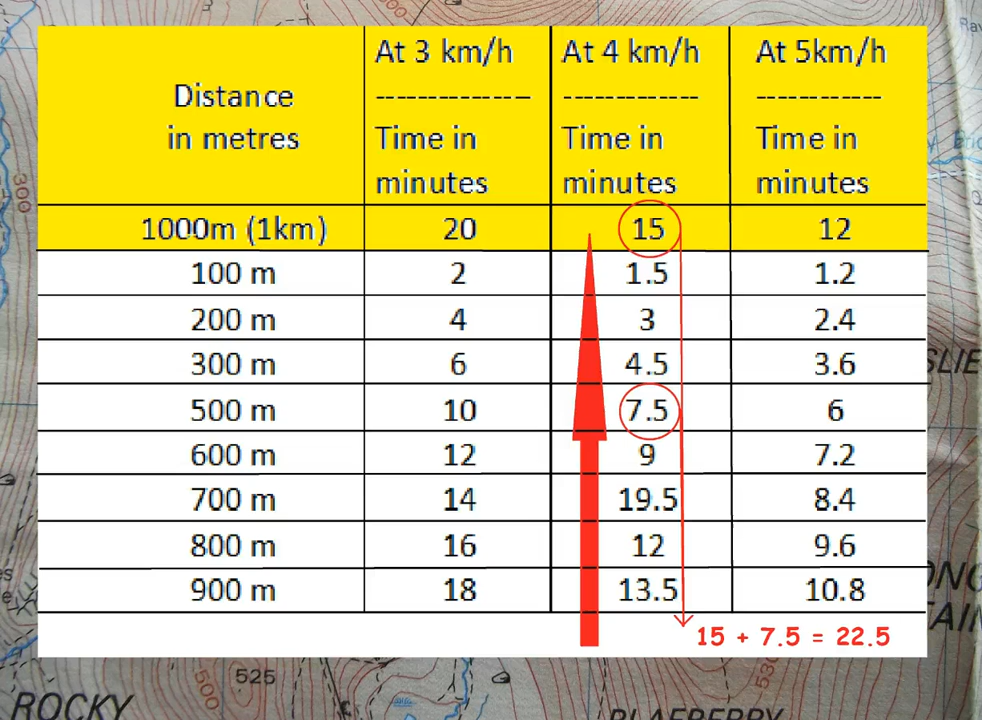 At 3 km/h At 4 km/h At 5km/h
Distance -------------- ------------- ------------
in metres Time in Time in Time in
minutes minutes minutes
1000m (1km) 20 15 12
100 m 2 1.5 1.2
200 m 4 3 2.4
300 m 6 4.5 3.6
500 m 10 7.5 6
600 m 12 9 7.2
700 m 14 19.5 8.4
800 m 16 12 9.6
900 m 18 13.5 10.8
15 + 7.5 = 22.5
300
525
500
530
ROCKY